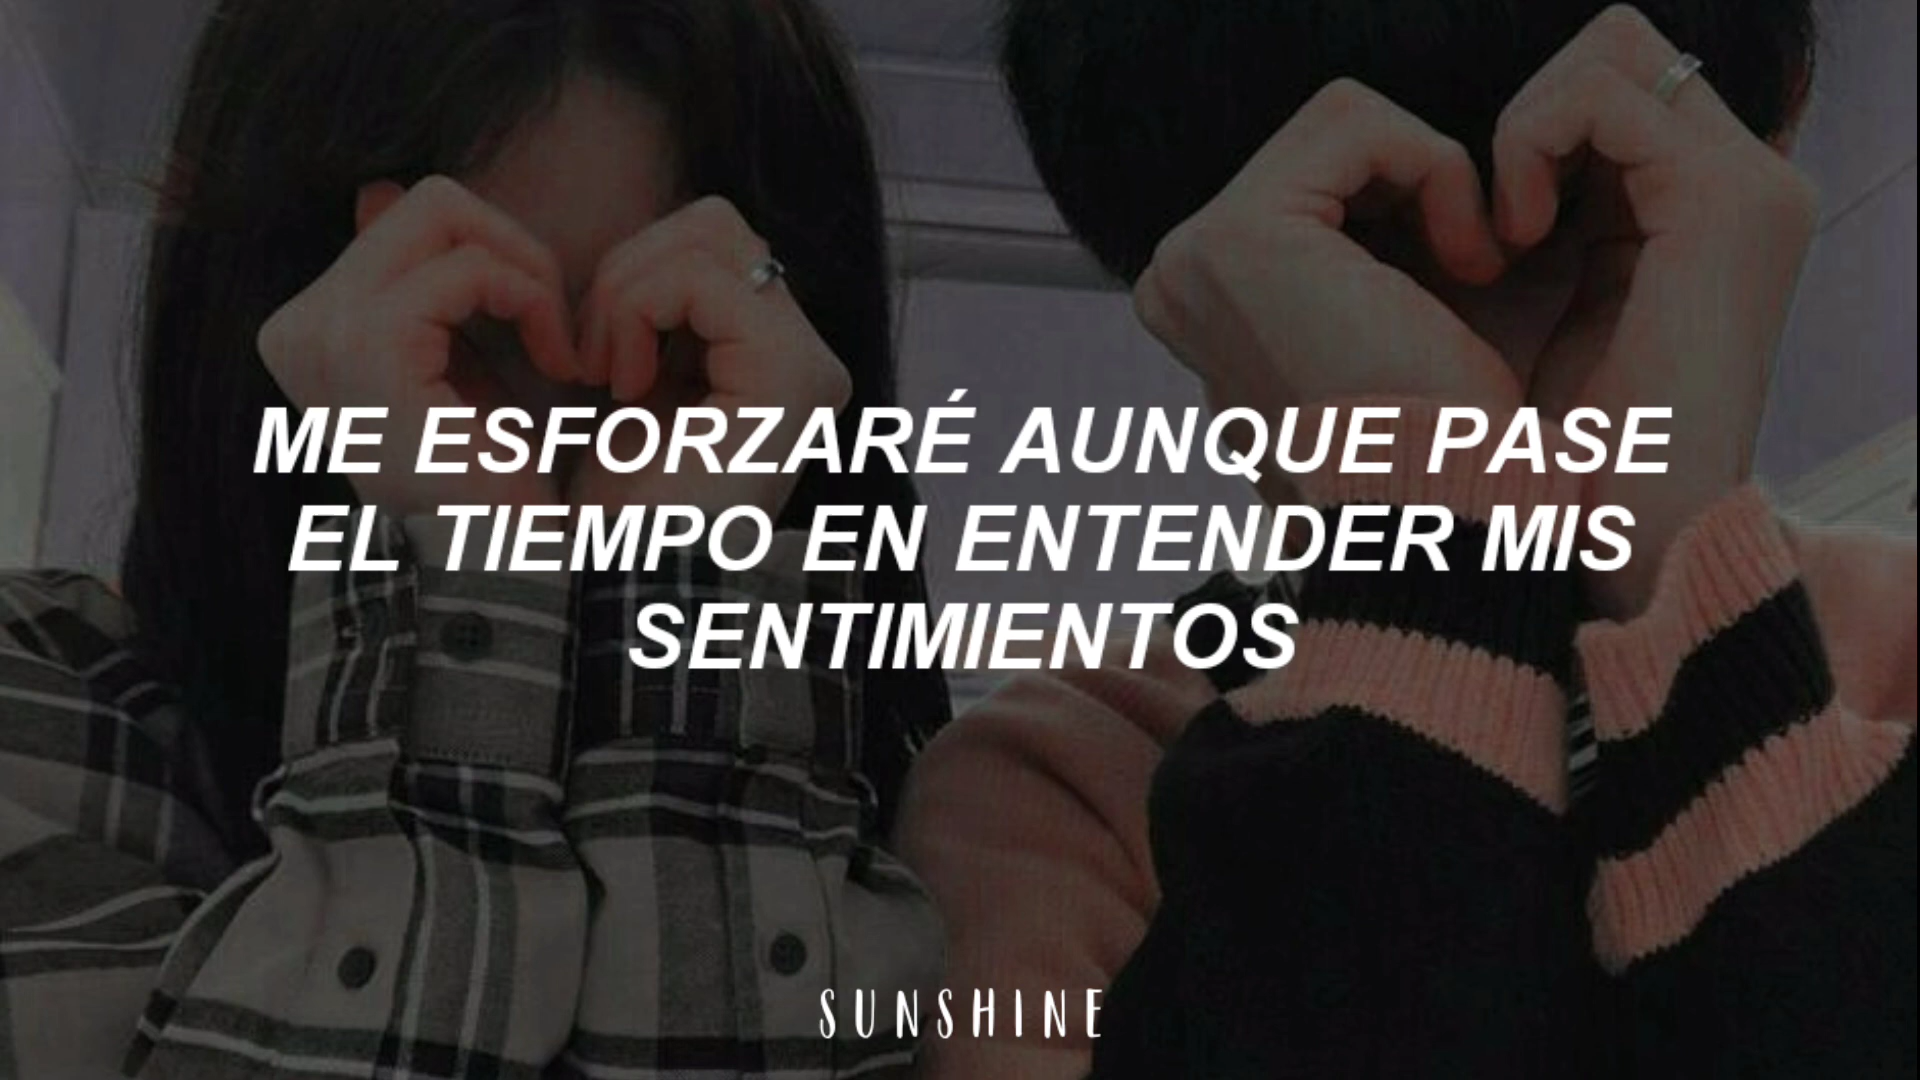 ME ESFORZARÉ AUNQUE PASE
EL TIEMPO EN ENTENDER MIS
SENTIMIENTOS
SUNSHINE